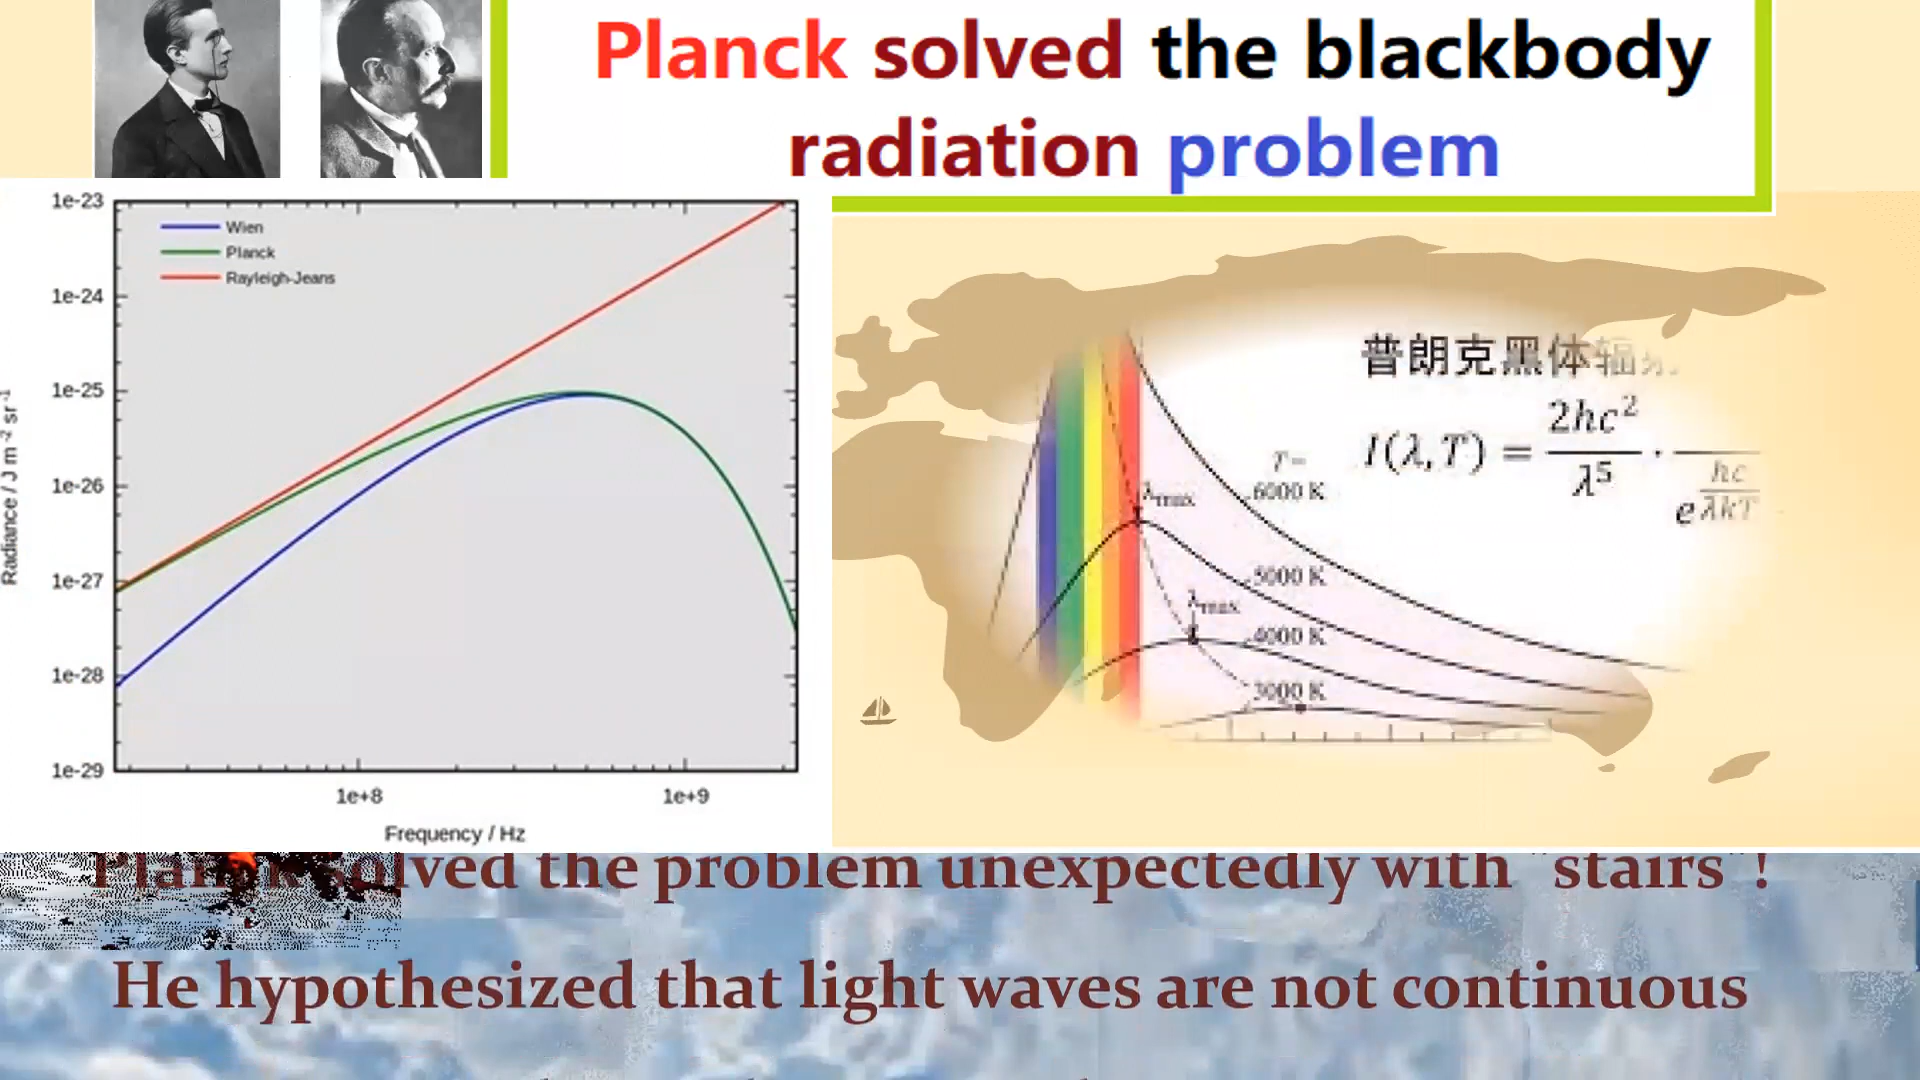 Planck solved the blackbody
radiation problem
1e-23
1e-24
1e-25
1e-26
1e-27
1e-28
1e-29
Wien
Planck
Rayleigh-Jeans
1e+8
1e+9
Frequency / Hz
Radiance / J m⁻² sr⁻¹
普朗克黑体辐
I(λ,T) = 2hc²/λ⁵ · e hc/λkT
T=
6000 K
λmax
5000 K
λmax
4000 K
3000 K
Planck solved the problem unexpectedly with "stairs"!
He hypothesized that light waves are not continuous